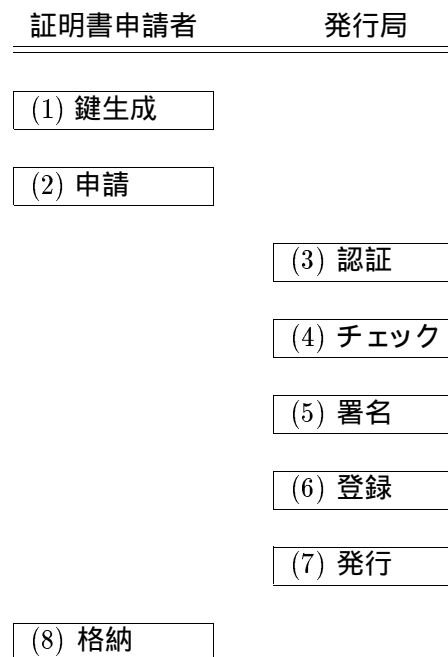 証明書申請者 発行局
(1) 鍵生成
(2) 申請
(3) 認証
(4) チェック
(5) 署名
(6) 登録
(7) 発行
(8) 格納